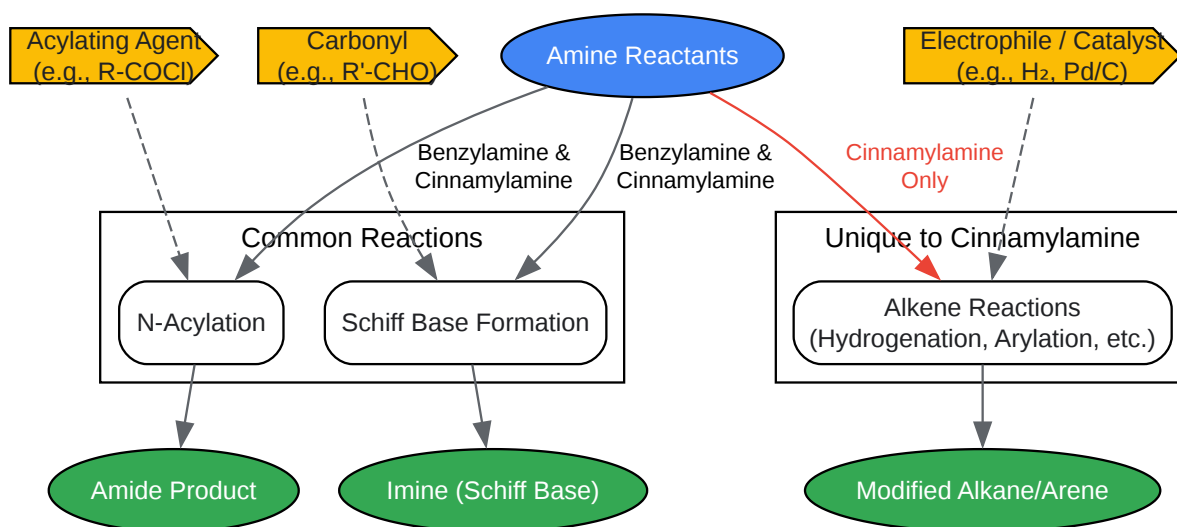 Acylating Agent
(e.g., R-COCl)
Carbonyl
(e.g., R'-CHO)
Amine Reactants
Electrophile / Catalyst
(e.g., H₂, Pd/C)
Benzylamine &
Cinnamylamine
Benzylamine &
Cinnamylamine
Cinnamylamine
Only
Common Reactions
Unique to Cinnamylamine
N-Acylation
Schiff Base Formation
Alkene Reactions
(Hydrogenation, Arylation, etc.)
Amide Product
Imine (Schiff Base)
Modified Alkane/Arene